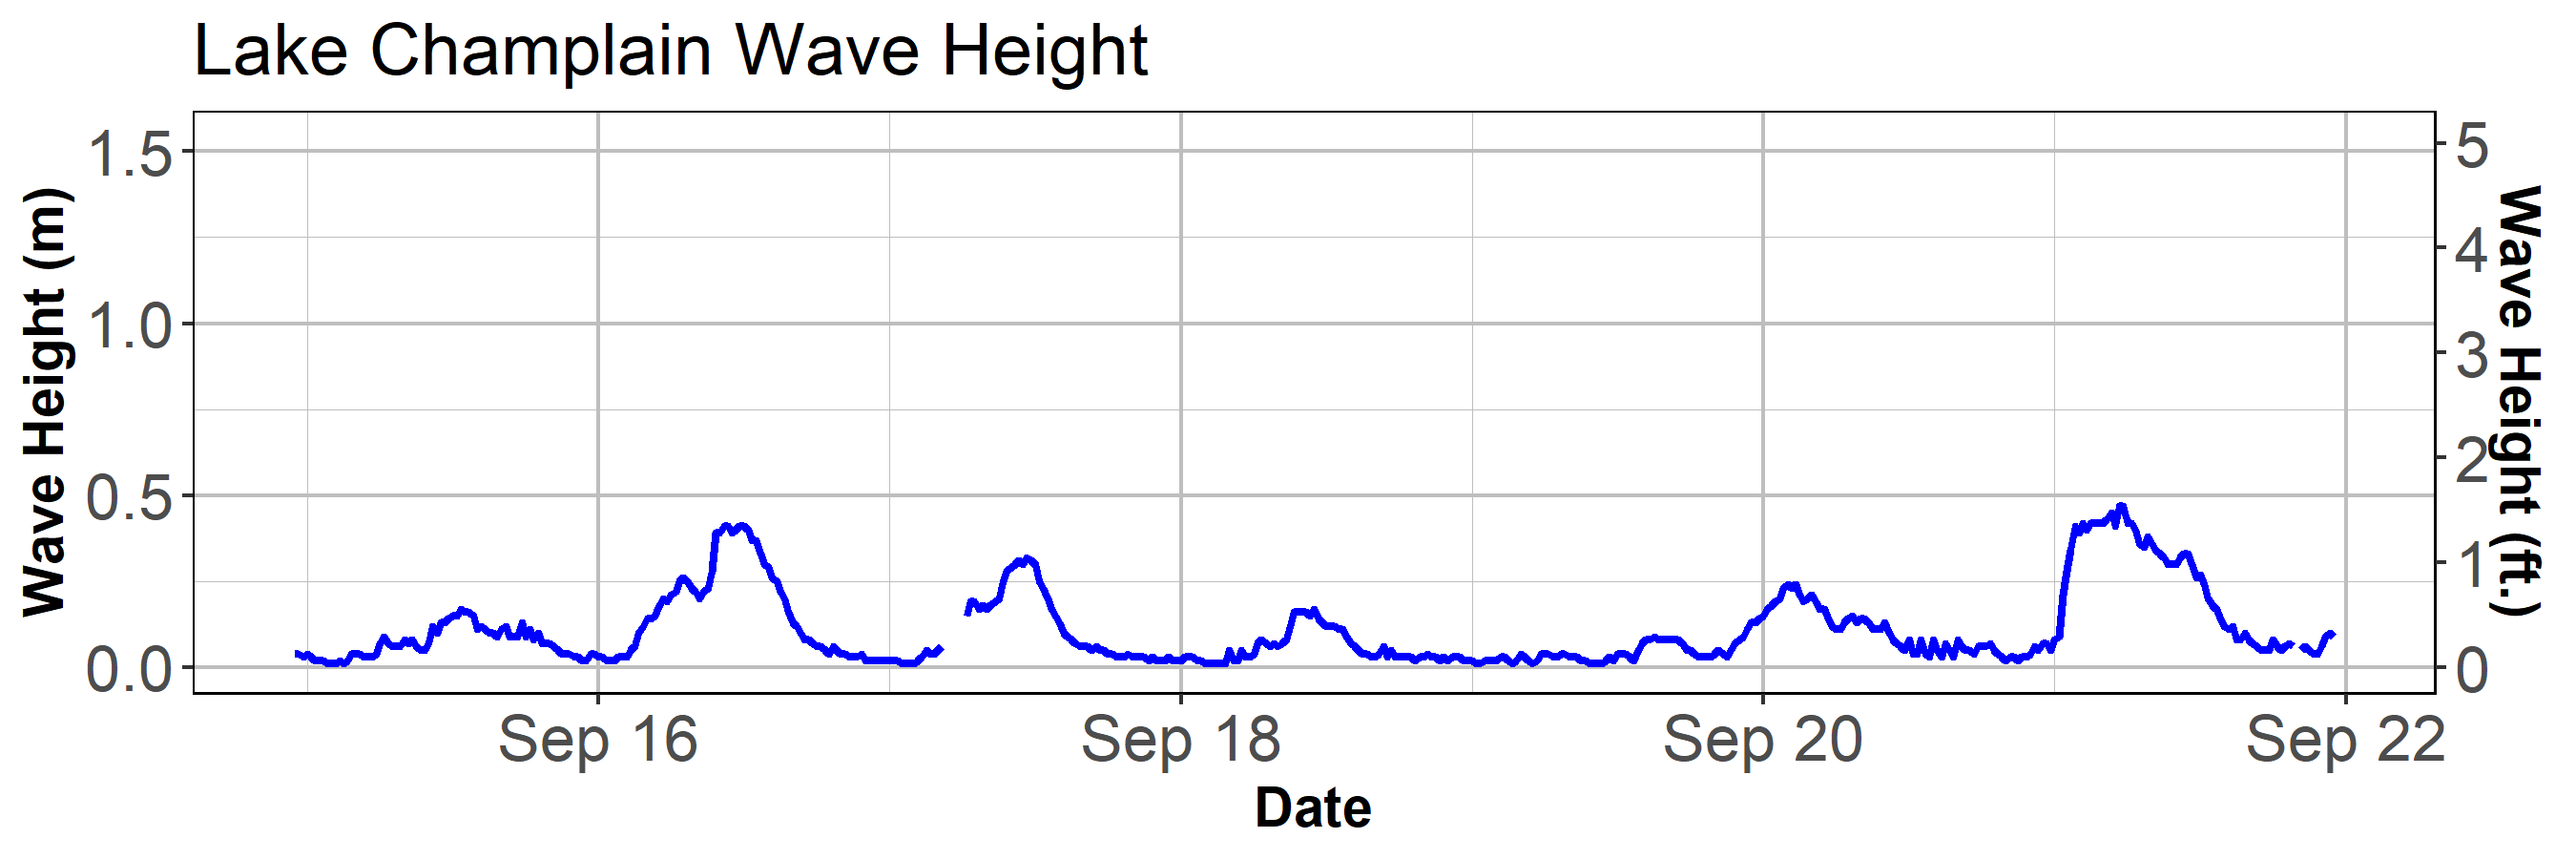 Lake Champlain Wave Height
Wave Height (m)
1.5
1.0
0.5
0.0
5
4
3
2
1
0
Wave Height (ft.)
Sep 16 Sep 18 Sep 20 Sep 22
Date